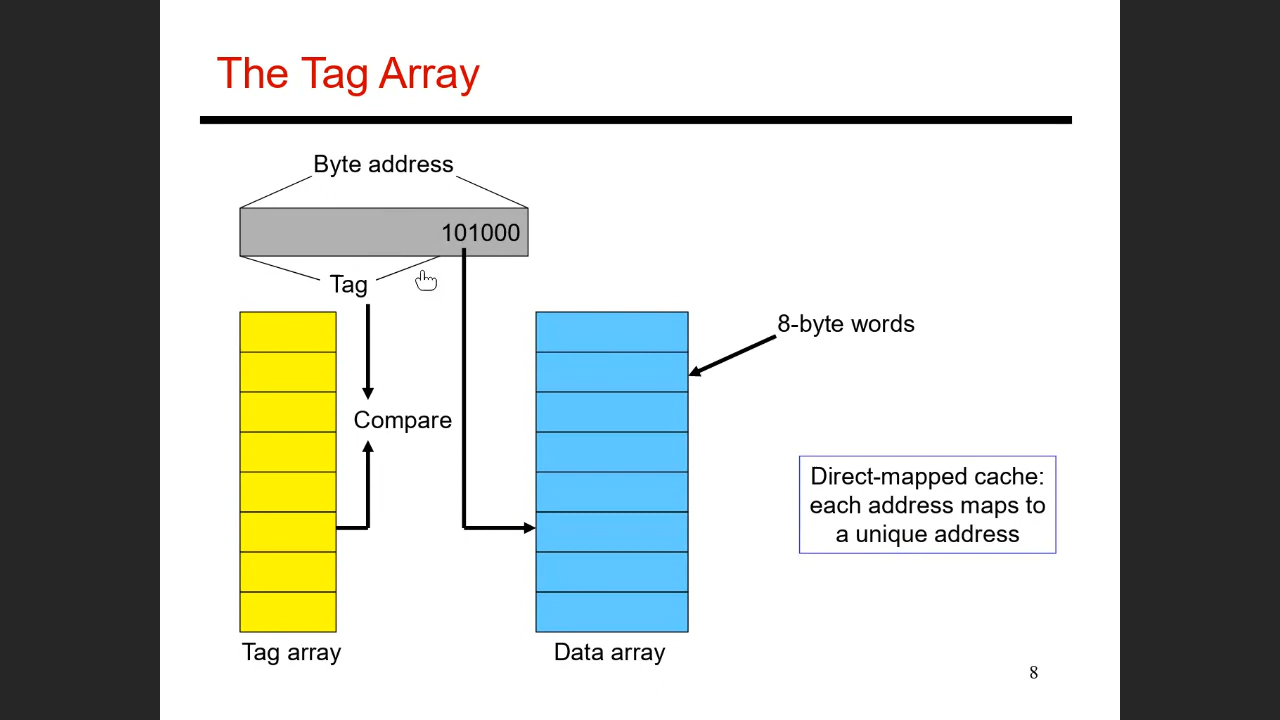 The Tag Array
Byte address
101000
Tag
8-byte words
Compare
Direct-mapped cache:
each address maps to
a unique address
Tag array
Data array
8